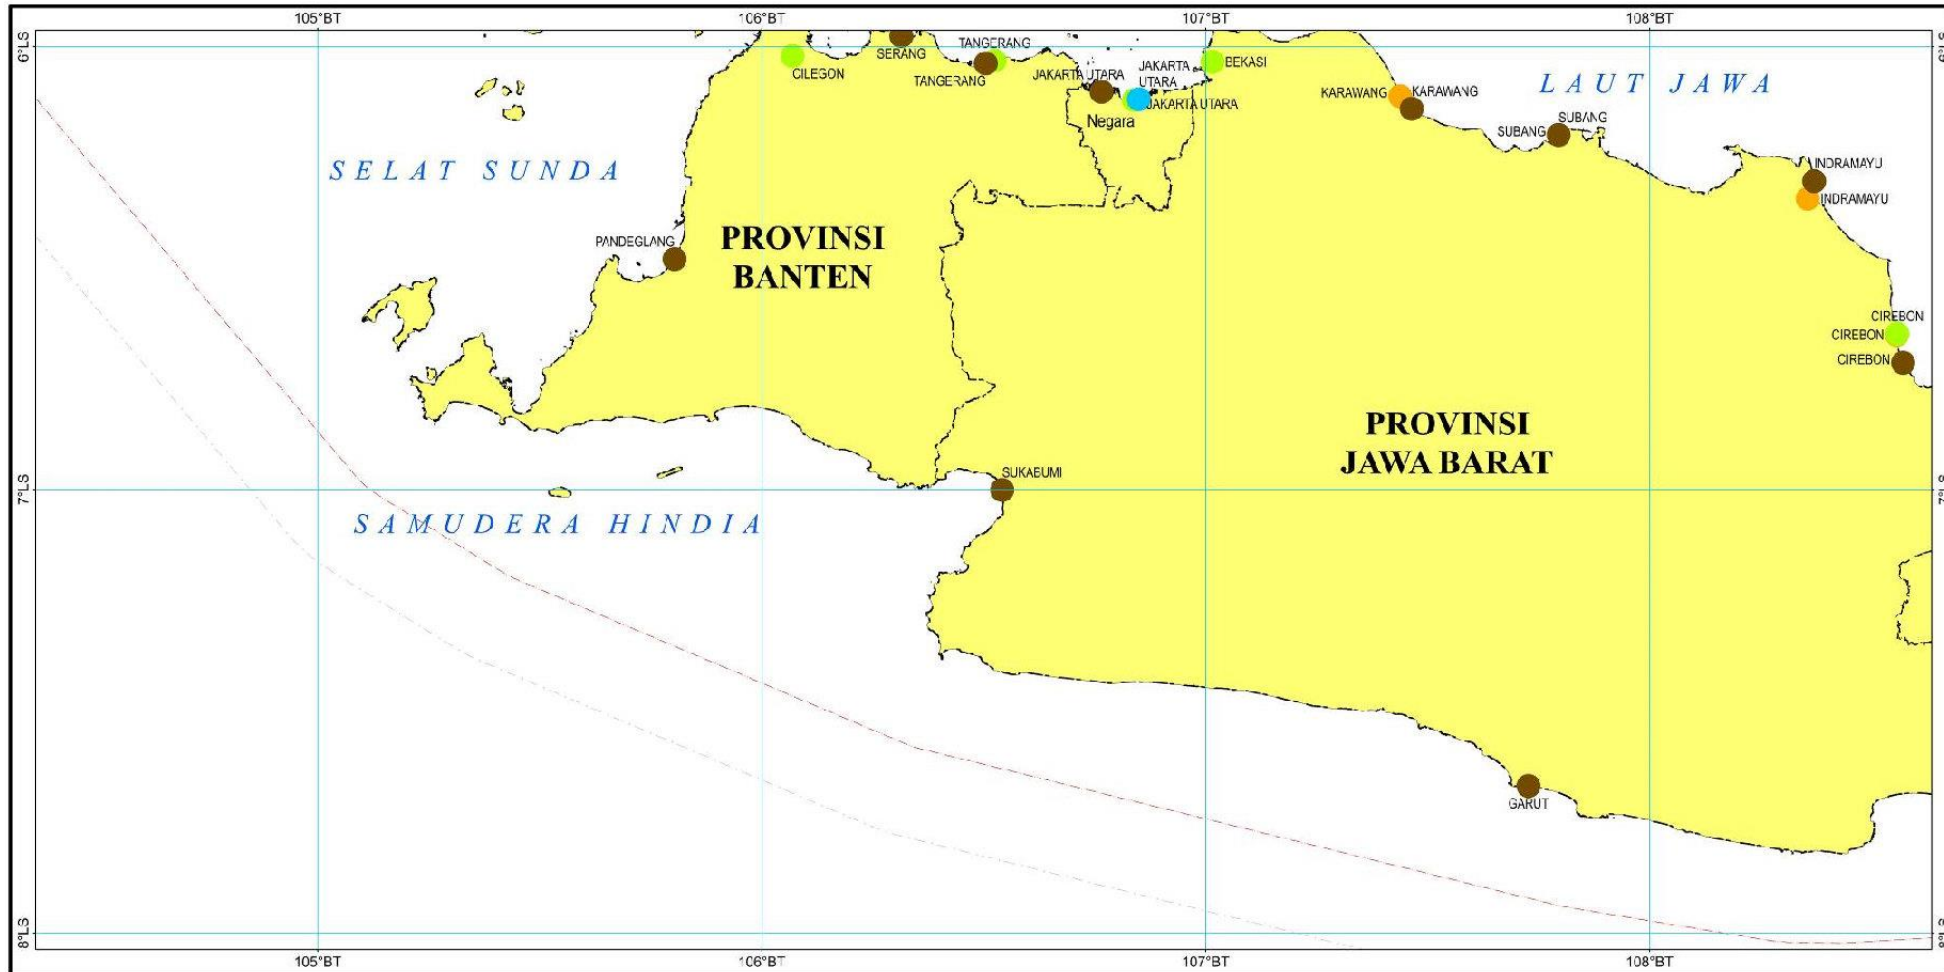 105°BT
106°BT
107°BT
108°BT
6°LS
CILEGON
SERANG
TANGERANG
TANGERANG
JAKARTA UTARA
JAKARTA
UTARA
JAKARTA UTARA
Negara
BEKASI
KARAWANG
KARAWANG
LAUT JAWA
SUBANG
SUBANG
SELAT SUNDA
INDRAMAYU
INDRAMAYU
PANDEGLANG
PROVINSI
BANTEN
CIREBON
CIREBON
CIREBON
PROVINSI
JAWA BARAT
SUKABUMI
7°LS
SAMUDERA HINDIA
GARUT
8°LS
105°BT
106°BT
107°BT
108°BT